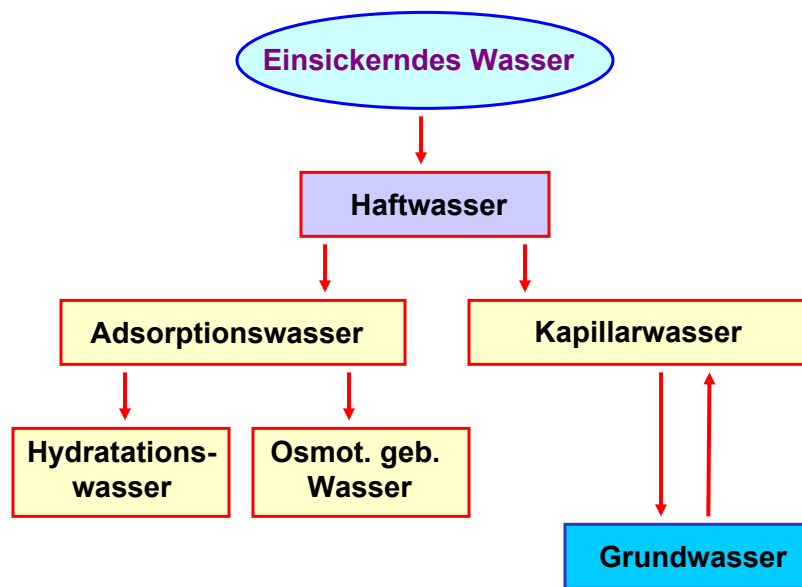 Einsickerndes Wasser
Haftwasser
Adsorptionswasser
Kapillarwasser
Hydratations-
wasser
Osmot. geb.
Wasser
Grundwasser